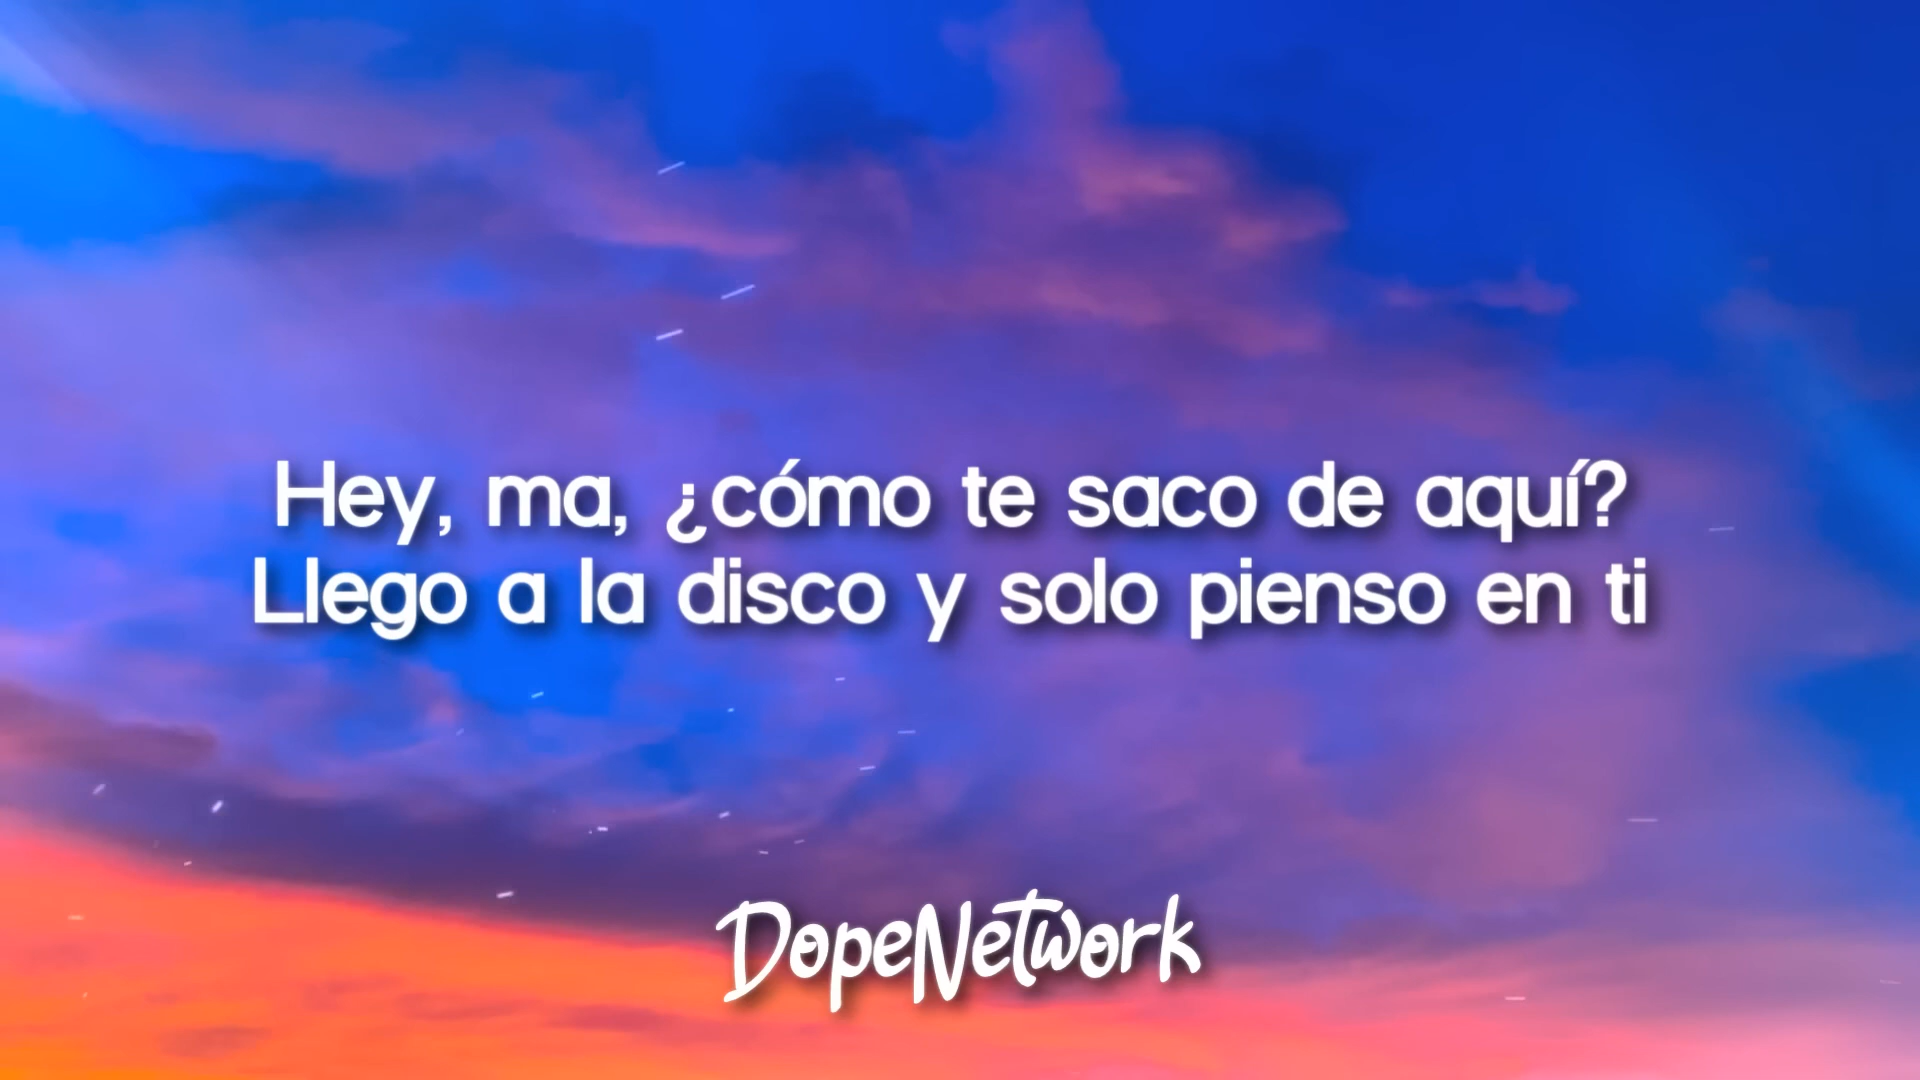 Hey, ma, ¿cómo te saco de aquí?
Llego a la disco y solo pienso en ti
DopeNetwork